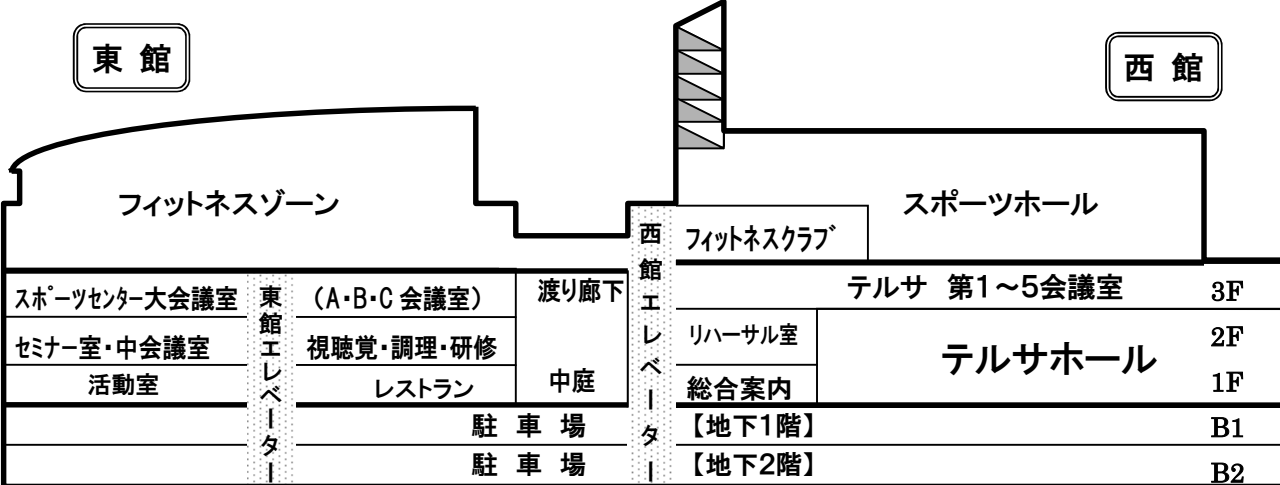 東 館
西 館
フィットネスゾーン
スポーツホール
フィットネスクラブ
西館エレベーター
スポーツセンター大会議室
東館エレベーター
(A・B・C 会議室)
渡り廊下
テルサ 第1~5会議室
3F
セミナー室・中会議室
視聴覚・調理・研修
リハーサル室
テルサホール
2F
活動室
レストラン
中庭
総合案内
1F
駐 車 場
【地下1階】
B1
駐 車 場
【地下2階】
B2